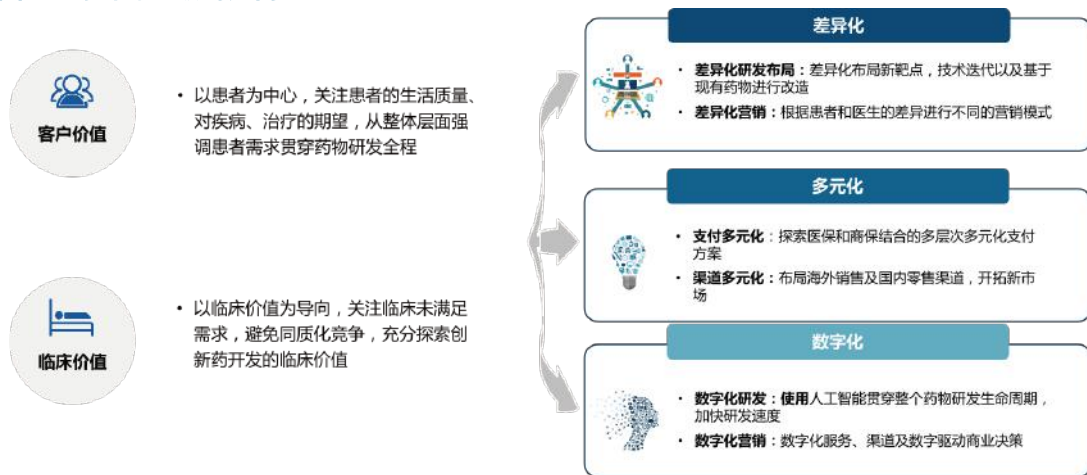 客户价值
• 以患者为中心，关注患者的生活质量、
对疾病、治疗的期望，从整体层面强
调患者需求贯穿药物研发全程
临床价值
• 以临床价值为导向，关注临床未满足
需求，避免同质化竞争，充分探索创
新药开发的临床价值
差异化
• 差异化研发布局：差异化布局新靶点，技术迭代以及基于
现有药物进行改造
• 差异化营销：根据患者和医生的差异进行不同的营销模式
多元化
• 支付多元化：探索医保和商保结合的多层次多元化支付
方案
• 渠道多元化：布局海外销售及国内零售渠道，开拓新市
场
数字化
• 数字化研发：使用人工智能贯穿整个药物研发生命周期，
加快研发速度
• 数字化营销：数字化服务、渠道及数字驱动商业决策